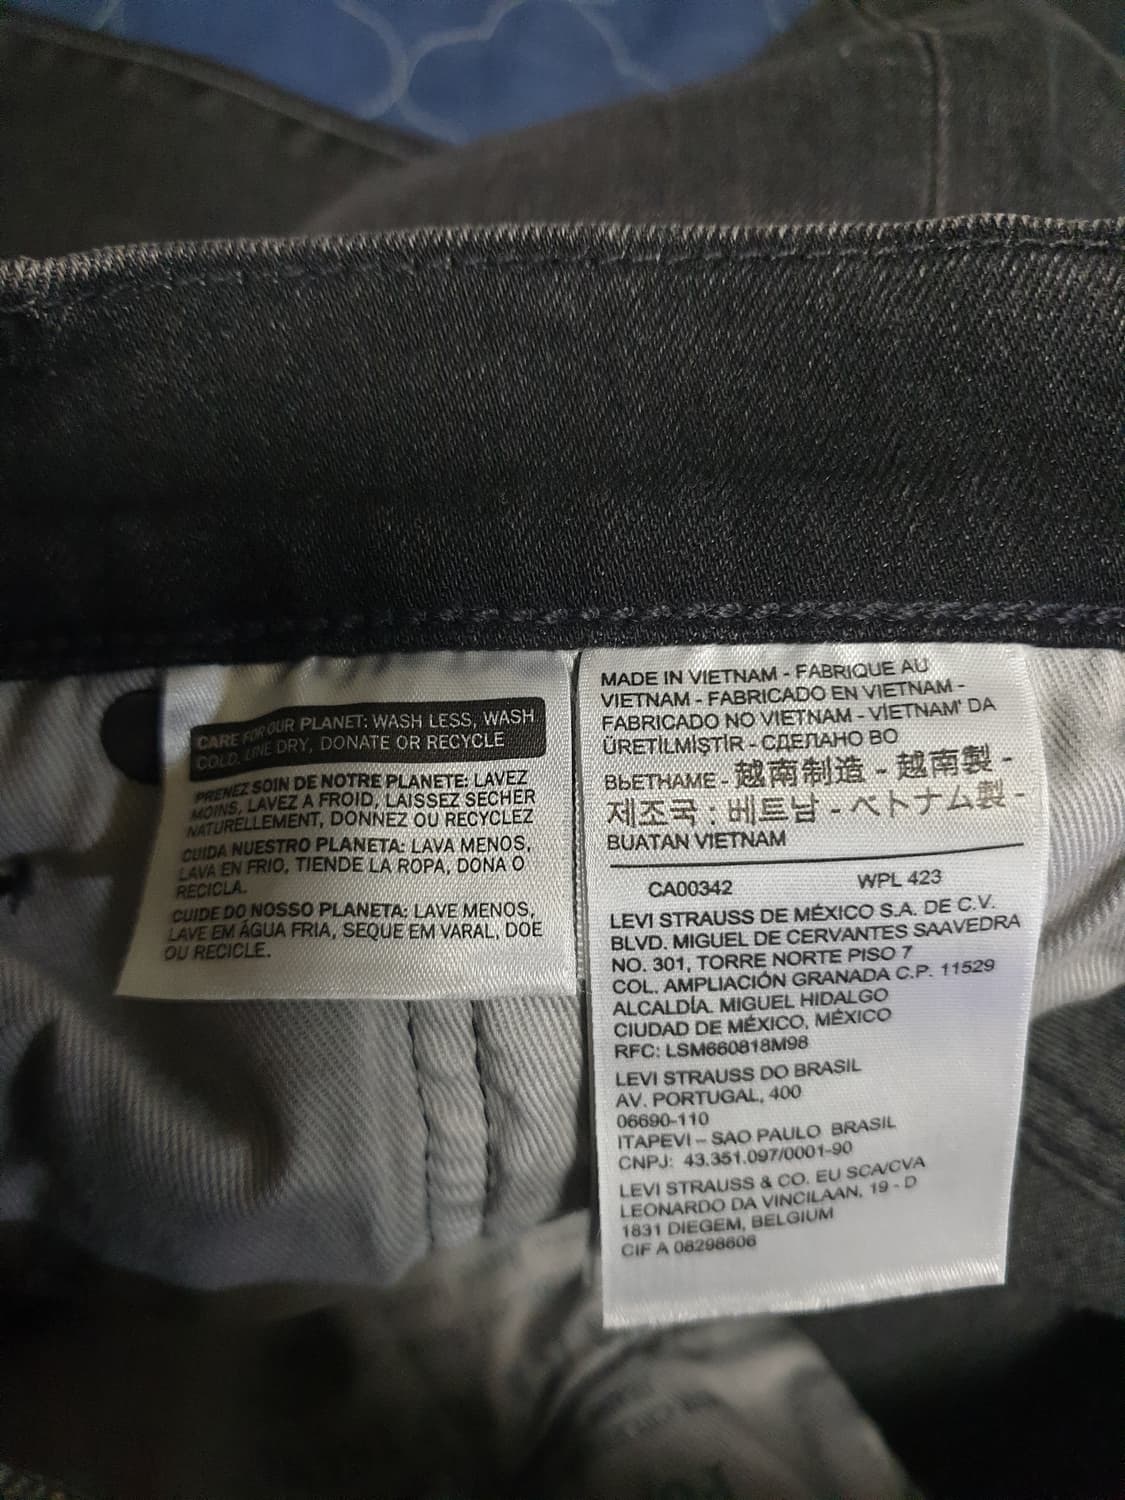 CARE FOR OUR PLANET: WASH LESS, WASH
COLD, LINE DRY, DONATE OR RECYCLE
PRENEZ SOIN DE NOTRE PLANETE: LAVEZ
MOINS, LAVEZ A FROID, LAISSEZ SECHER
NATURELLEMENT, DONNEZ OU RECYCLEZ
CUIDA NUESTRO PLANETA: LAVA MENOS,
LAVA EN FRIO, TIENDE LA ROPA, DONA O
RECICLA.
CUIDE DO NOSSO PLANETA: LAVE MENOS,
LAVE EM ÁGUA FRIA, SEQUE EM VARAL, DOE
OU RECICLE.
MADE IN VIETNAM - FABRIQUE AU
VIETNAM - FABRICADO EN VIETNAM -
FABRICADO NO VIETNAM - VİETNAM' DA
ÜRETİLMİŞTİR - СДЕЛАНО ВО
ВЬЕТНАМЕ - 越南制造 - 越南製 -
제조국 : 베트남 - ベトナム製 -
BUATAN VIETNAM
CA00342 WPL 423
LEVI STRAUSS DE MÉXICO S.A. DE C.V.
BLVD. MIGUEL DE CERVANTES SAAVEDRA
NO. 301, TORRE NORTE PISO 7
COL. AMPLIACIÓN GRANADA C.P. 11529
ALCALDÍA. MIGUEL HIDALGO
CIUDAD DE MÉXICO, MÉXICO
RFC: LSM660818M98
LEVI STRAUSS DO BRASIL
AV. PORTUGAL, 400
06690-110
ITAPEVI – SAO PAULO BRASIL
CNPJ: 43.351.097/0001-90
LEVI STRAUSS & CO. EU SCA/CVA
LEONARDO DA VINCILAAN, 19 - D
1831 DIEGEM, BELGIUM
CIF A 08298606